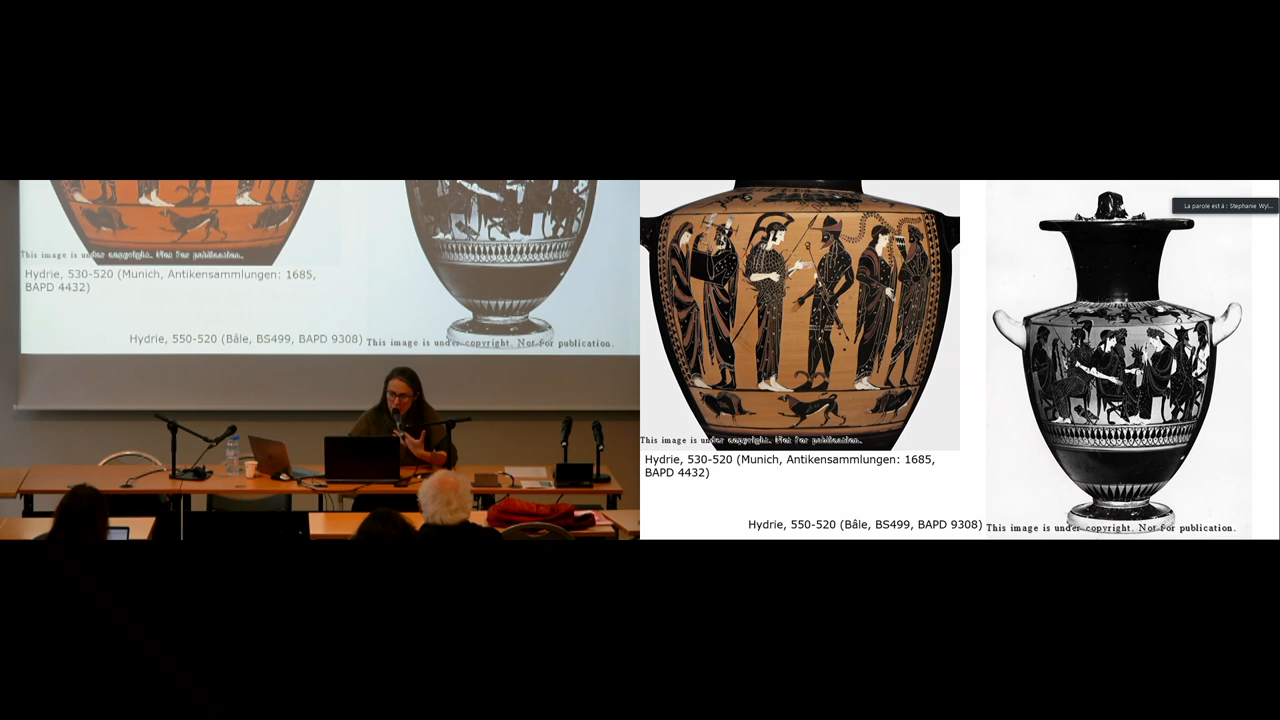 This image is under copyright. Not For publication.
Hydrie, 530-520 (Munich, Antikensammlungen: 1685,
BAPD 4432)
Hydrie, 550-520 (Bâle, BS499, BAPD 9308)
This image is under copyright. Not For publication.
La parole est à : Stephanie Wyl...
This image is under copyright. Not For publication.
Hydrie, 530-520 (Munich, Antikensammlungen: 1685,
BAPD 4432)
Hydrie, 550-520 (Bâle, BS499, BAPD 9308)
This image is under copyright. Not For publication.